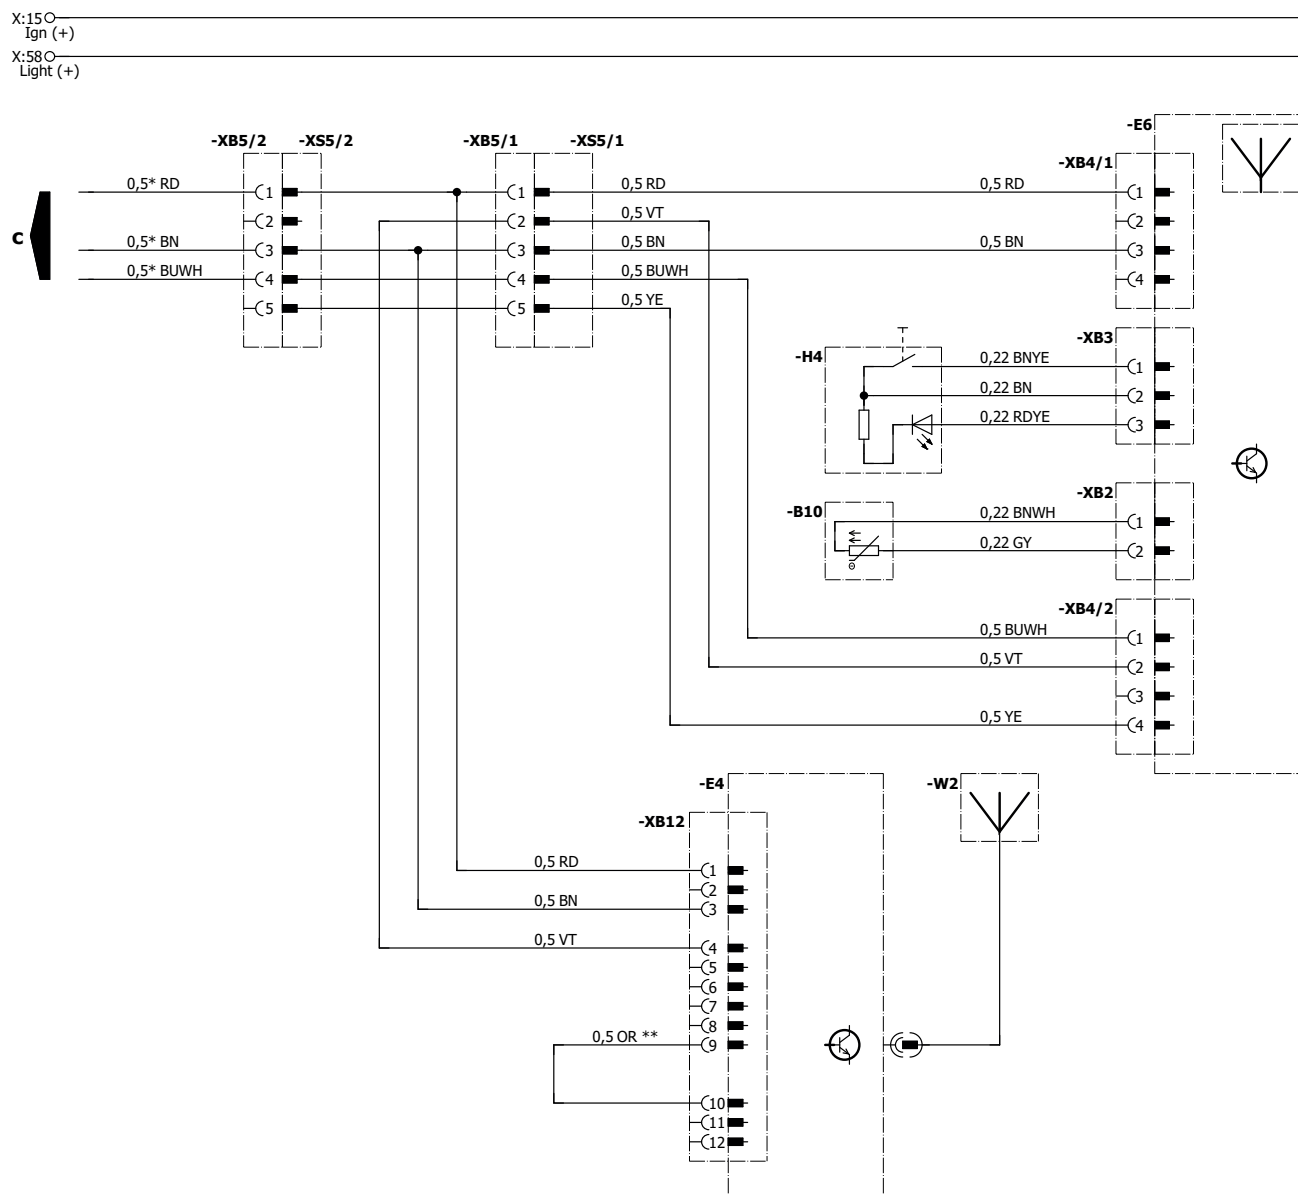 X:15
Ign (+)
X:58
Light (+)
-XB5/2
-XS5/2
-XB5/1
-XS5/1
-E6
-XB4/1
0,5* RD
1
1
0,5 RD
0,5 RD
1
2
2
0,5 VT
2
C
0,5* BN
3
3
0,5 BN
0,5 BN
3
0,5* BUWH
4
4
0,5 BUWH
4
5
5
0,5 YE
-XB3
-H4
0,22 BNYE
1
0,22 BN
2
0,22 RDYE
3
-XB2
-B10
0,22 BNWH
1
0,22 GY
2
Θ
-XB4/2
0,5 BUWH
1
0,5 VT
2
3
0,5 YE
4
-E4
-W2
-XB12
0,5 RD
1
2
0,5 BN
3
0,5 VT
4
5
6
7
8
0,5 OR **
9
10
11
12